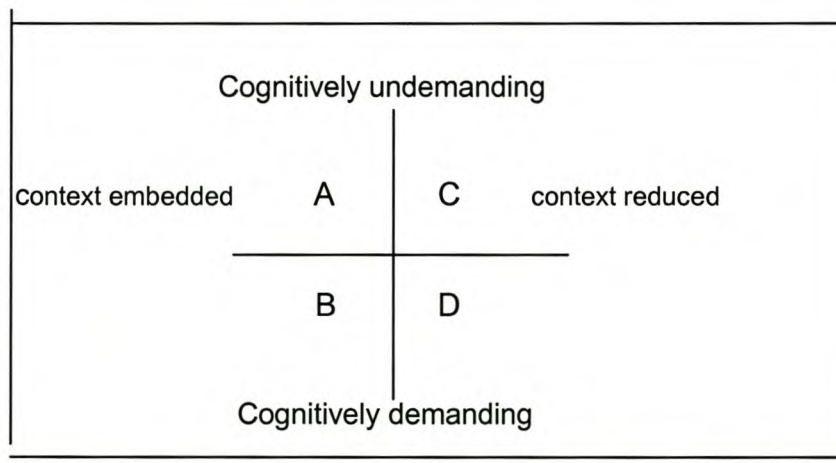 Cognitively undemanding
context embedded A C context reduced
B D
Cognitively demanding